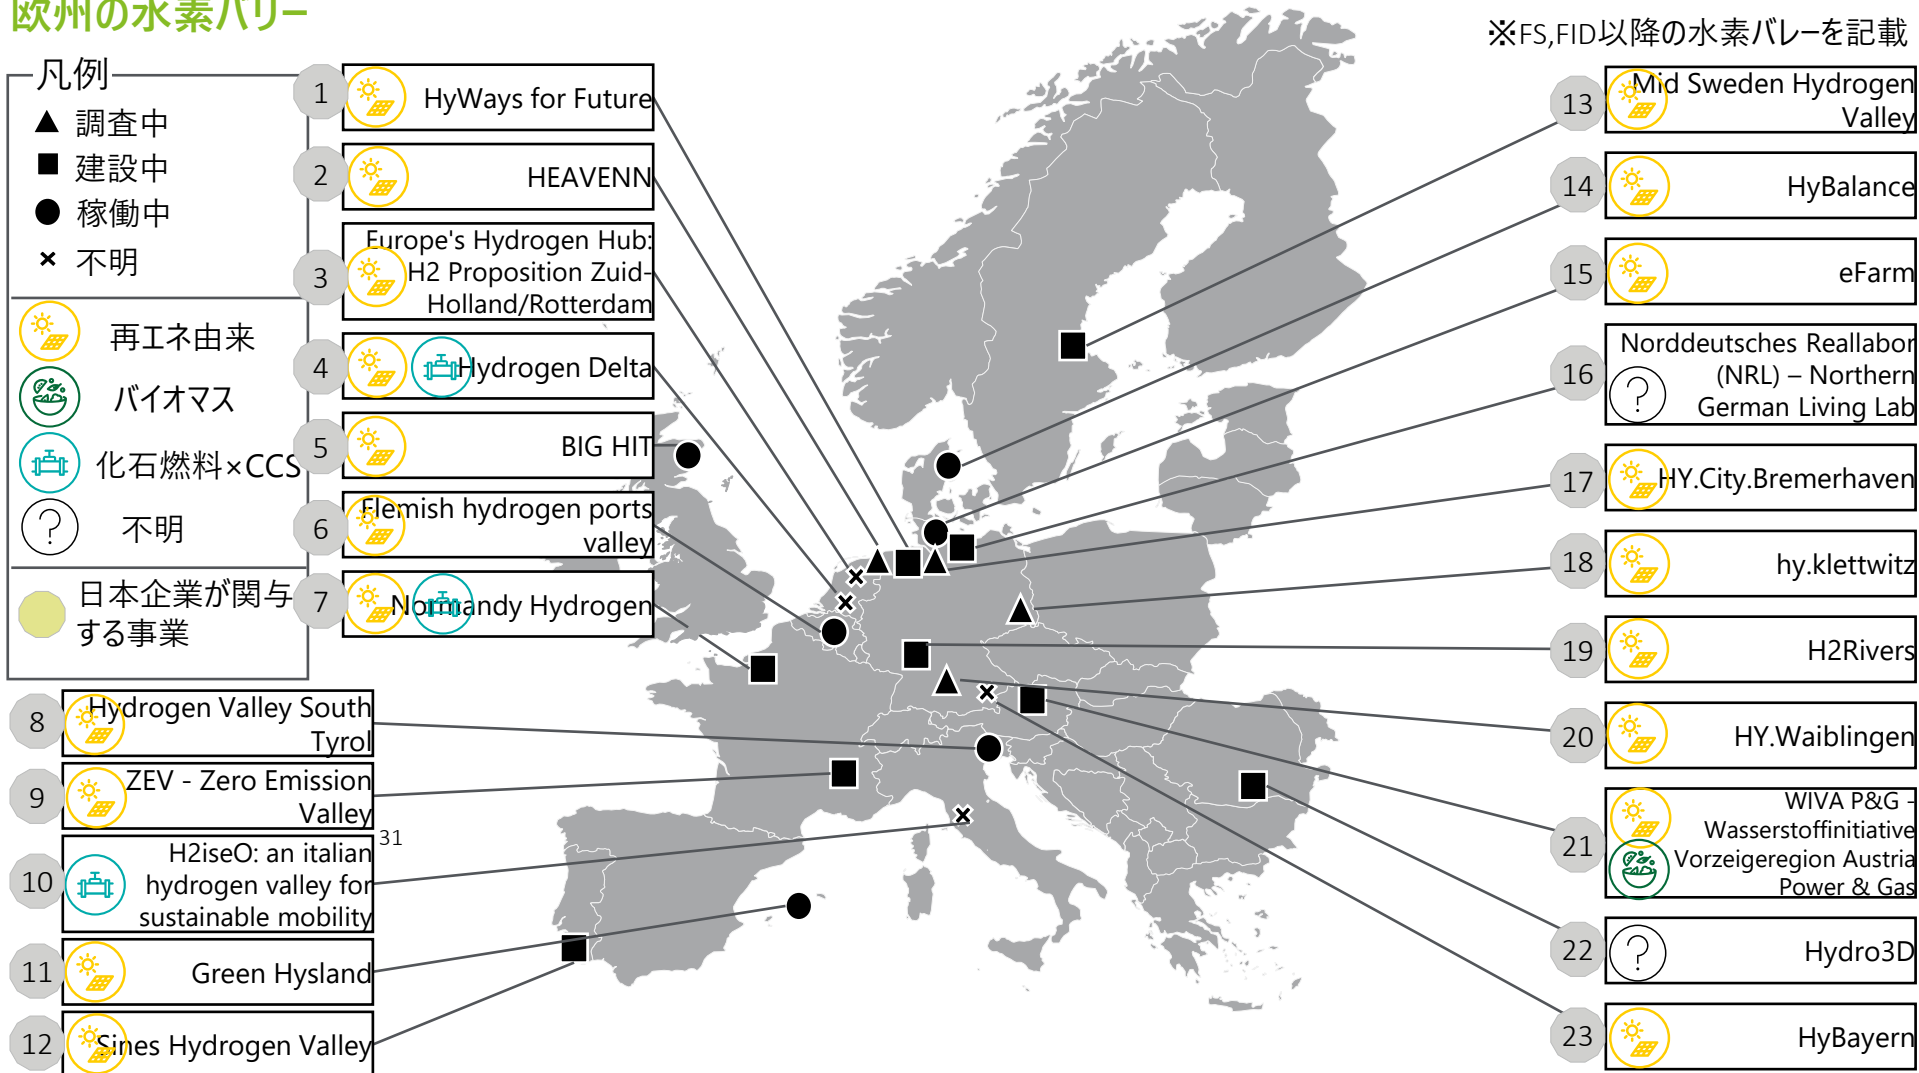 欧州の水素バリー
※FS,FID以降の水素バレーを記載
凡例
調査中
建設中
稼働中
不明
再エネ由来
バイオマス
化石燃料×CCS
不明
日本企業が関与
する事業
1
HyWays for Future
2
HEAVENN
3
Europe's Hydrogen Hub:
H2 Proposition Zuid-
Holland/Rotterdam
4
Hydrogen Delta
5
BIG HIT
6
Flemish hydrogen ports
valley
7
Normandy Hydrogen
8
Hydrogen Valley South
Tyrol
9
ZEV - Zero Emission
Valley
31
10
H2iseO: an italian
hydrogen valley for
sustainable mobility
11
Green Hysland
12
Sines Hydrogen Valley
13
Mid Sweden Hydrogen
Valley
14
HyBalance
15
eFarm
16
Norddeutsches Reallabor
(NRL) – Northern
German Living Lab
17
HY.City.Bremerhaven
18
hy.klettwitz
19
H2Rivers
20
HY.Waiblingen
21
WIVA P&G -
Wasserstoffinitiative
Vorzeigeregion Austria
Power & Gas
22
Hydro3D
23
HyBayern